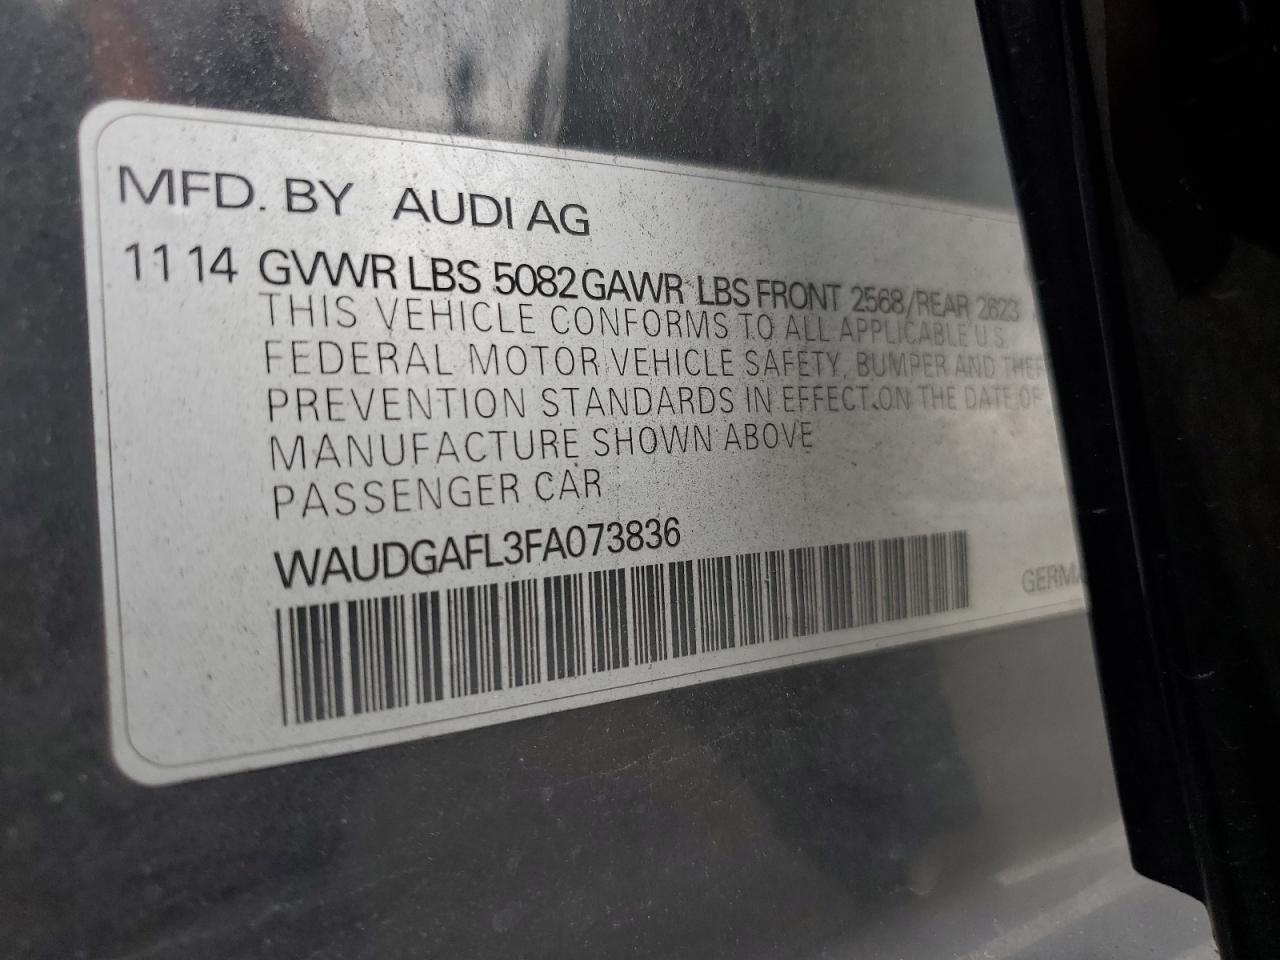 MFD. BY AUDI AG
11 14 GVWR LBS 5082 GAWR LBS FRONT 2568/REAR 2623
THIS VEHICLE CONFORMS TO ALL APPLICABLE U S
FEDERAL MOTOR VEHICLE SAFETY, BUMPER AND
PREVENTION STANDARDS IN EFFECT ON THE DATE OF
MANUFACTURE SHOWN ABOVE
PASSENGER CAR
WAUDGAFL3FA073836